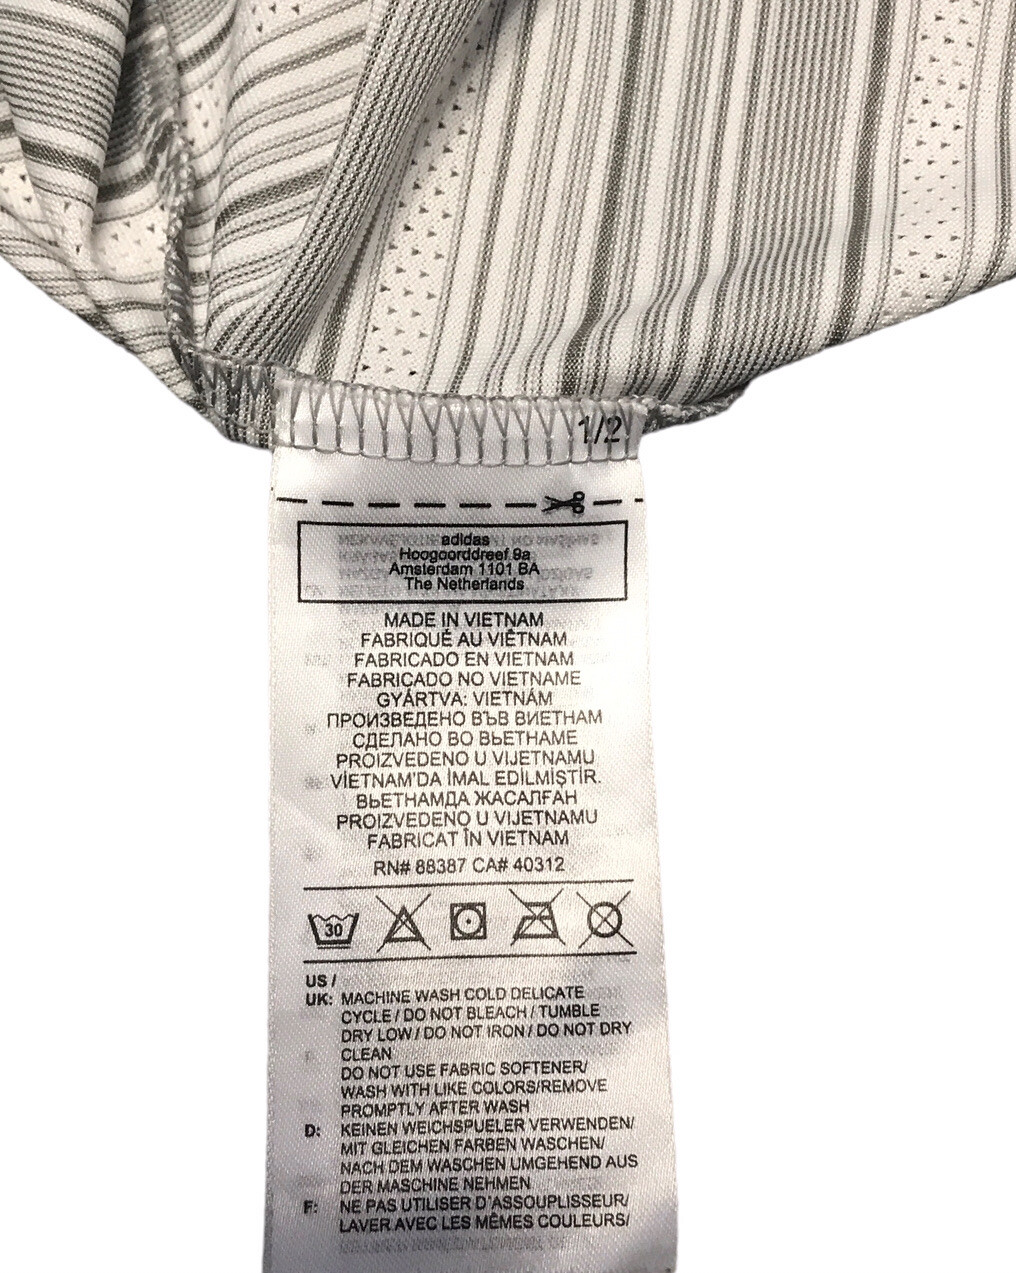 1/2
adidas
Hoogoorddreef 9a
Amsterdam 1101 BA
The Netherlands
MADE IN VIETNAM
FABRIQUÉ AU VIÊTNAM
FABRICADO EN VIETNAM
FABRICADO NO VIETNAME
GYÁRTVA: VIETNÁM
ПРОИЗВЕДЕНО ВЪВ ВИЕТНАМ
СДЕЛАНО ВО ВЬЕТНАМЕ
PROIZVEDENO U VIJETNAMU
VİETNAM'DA İMAL EDİLMİŞTİR.
ВЬЕТНАМДА ЖАСАЛҒАН
PROIZVEDENO U VIJETNAMU
FABRICAT ÎN VIETNAM
RN# 88387 CA# 40312
30
US /
UK: MACHINE WASH COLD DELICATE
CYCLE / DO NOT BLEACH / TUMBLE
DRY LOW / DO NOT IRON / DO NOT DRY
CLEAN
DO NOT USE FABRIC SOFTENER/
WASH WITH LIKE COLORS/REMOVE
PROMPTLY AFTER WASH
D: KEINEN WEICHSPUELER VERWENDEN/
MIT GLEICHEN FARBEN WASCHEN/
NACH DEM WASCHEN UMGEHEND AUS
DER MASCHINE NEHMEN
F: NE PAS UTILISER D'ASSOUPLISSEUR/
LAVER AVEC LES MÊMES COULEURS/